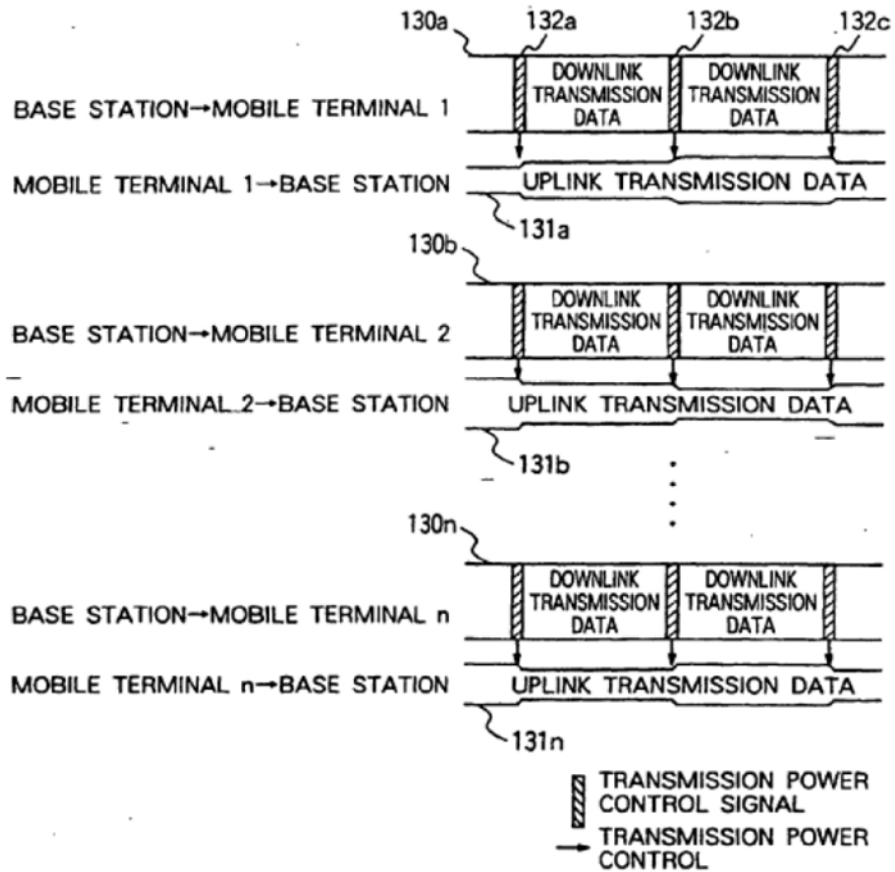 130a 132a 132b 132c
DOWNLINK DOWNLINK
TRANSMISSION TRANSMISSION
DATA DATA
BASE STATION→MOBILE TERMINAL 1
MOBILE TERMINAL 1→BASE STATION UPLINK TRANSMISSION DATA
131a
130b
DOWNLINK DOWNLINK
TRANSMISSION TRANSMISSION
DATA DATA
BASE STATION→MOBILE TERMINAL 2
MOBILE TERMINAL 2→BASE STATION UPLINK TRANSMISSION DATA
131b
130n
DOWNLINK DOWNLINK
TRANSMISSION TRANSMISSION
DATA DATA
BASE STATION→MOBILE TERMINAL n
MOBILE TERMINAL n→BASE STATION UPLINK TRANSMISSION DATA
131n
TRANSMISSION POWER
CONTROL SIGNAL
TRANSMISSION POWER
CONTROL